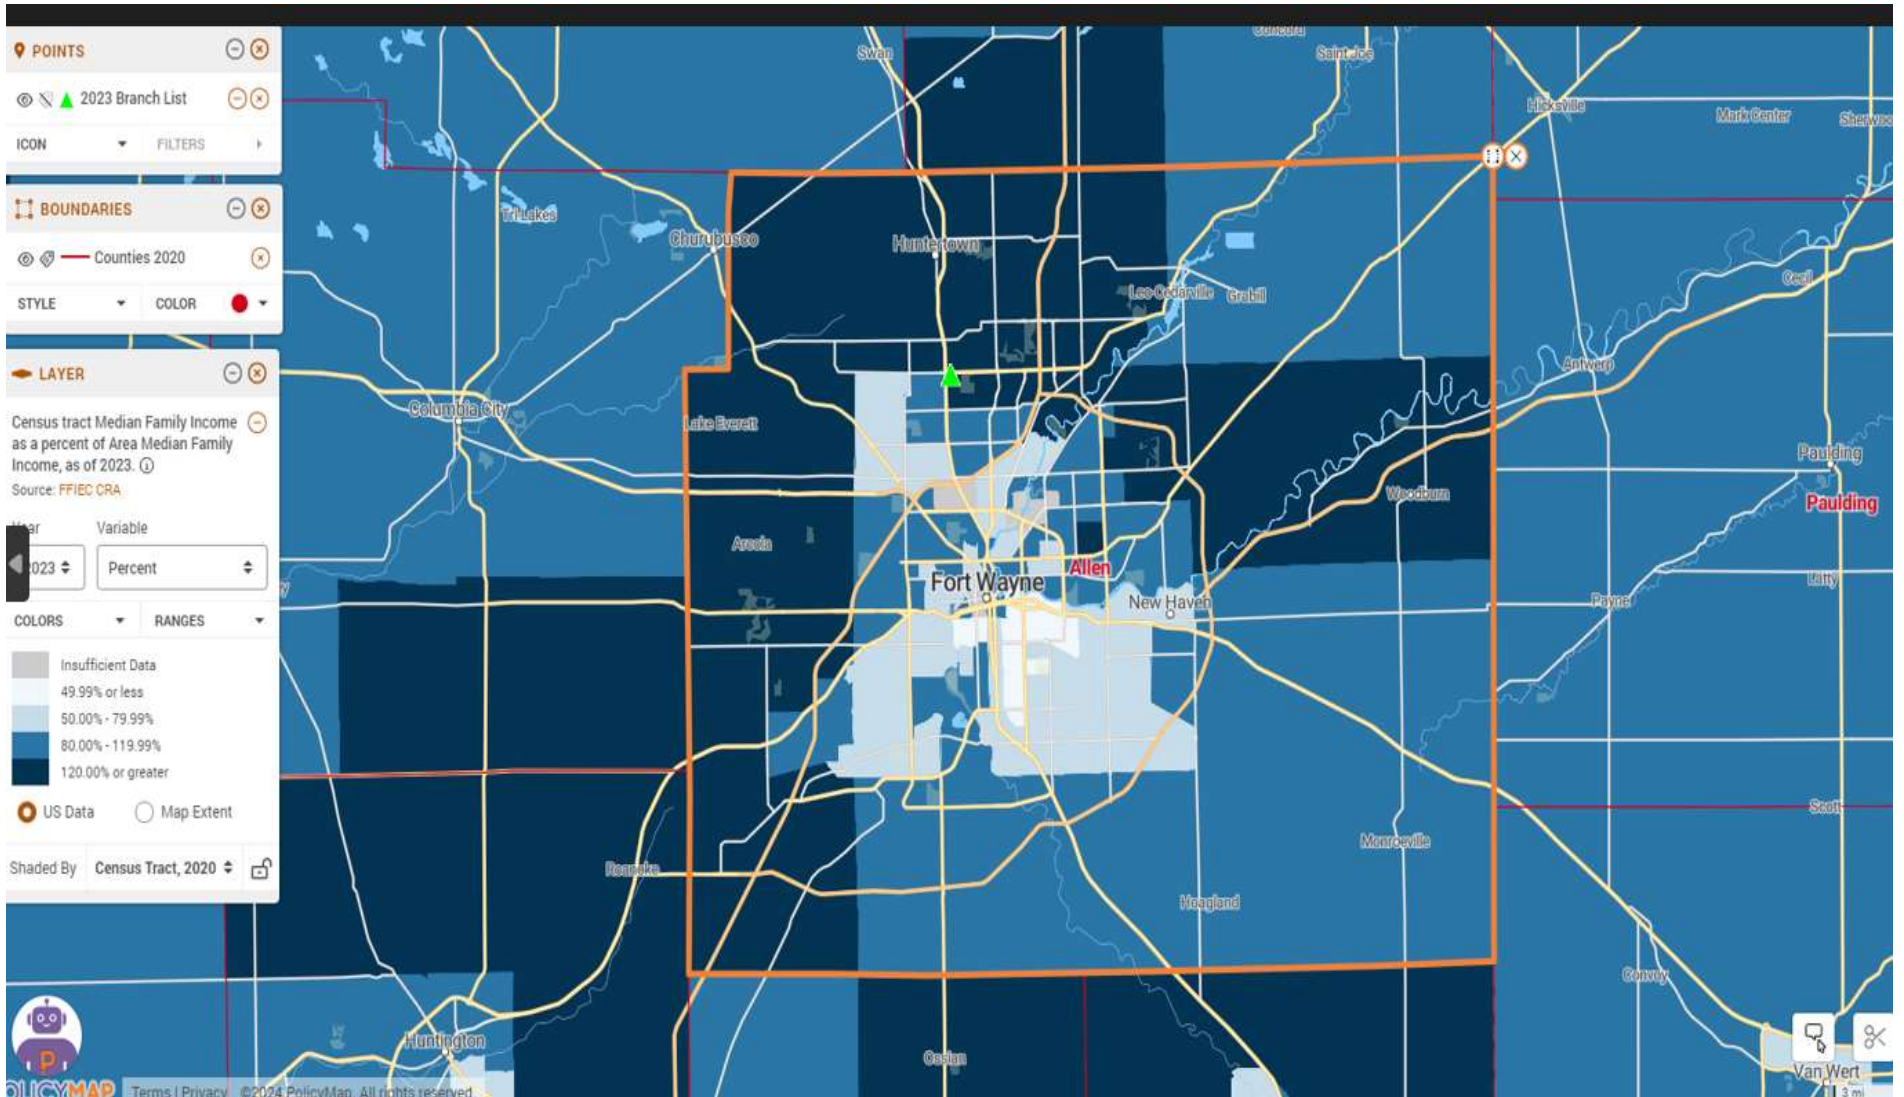 POINTS
2023 Branch List
ICON
FILTERS
BOUNDARIES
Counties 2020
STYLE
COLOR
LAYER
Census tract Median Family Income
as a percent of Area Median Family
Income, as of 2023.
Source: FFIEC CRA
Variable
2023
Percent
COLORS
RANGES
Insufficient Data
49.99% or less
50.00% - 79.99%
80.00% - 119.99%
120.00% or greater
US Data
Map Extent
Shaded By
Census Tract, 2020
POLICYMAP
Terms | Privacy
©2024 PolicyMap. All rights reserved
Swan
Concord
Saint Joe
Hicksville
Mark Center
Tri Lakes
Churubusco
Huntertown
Leo-Cedarville
Grabill
Cecil
Antwerp
Columbia City
Lake Everett
Woodburn
Paulding
Paulding
Arcola
Fort Wayne
Allen
New Haven
Latty
Payne
Scott
Monroeville
Roanoke
Hoagland
Convoy
Huntington
Ossian
Van Wert
3 mi